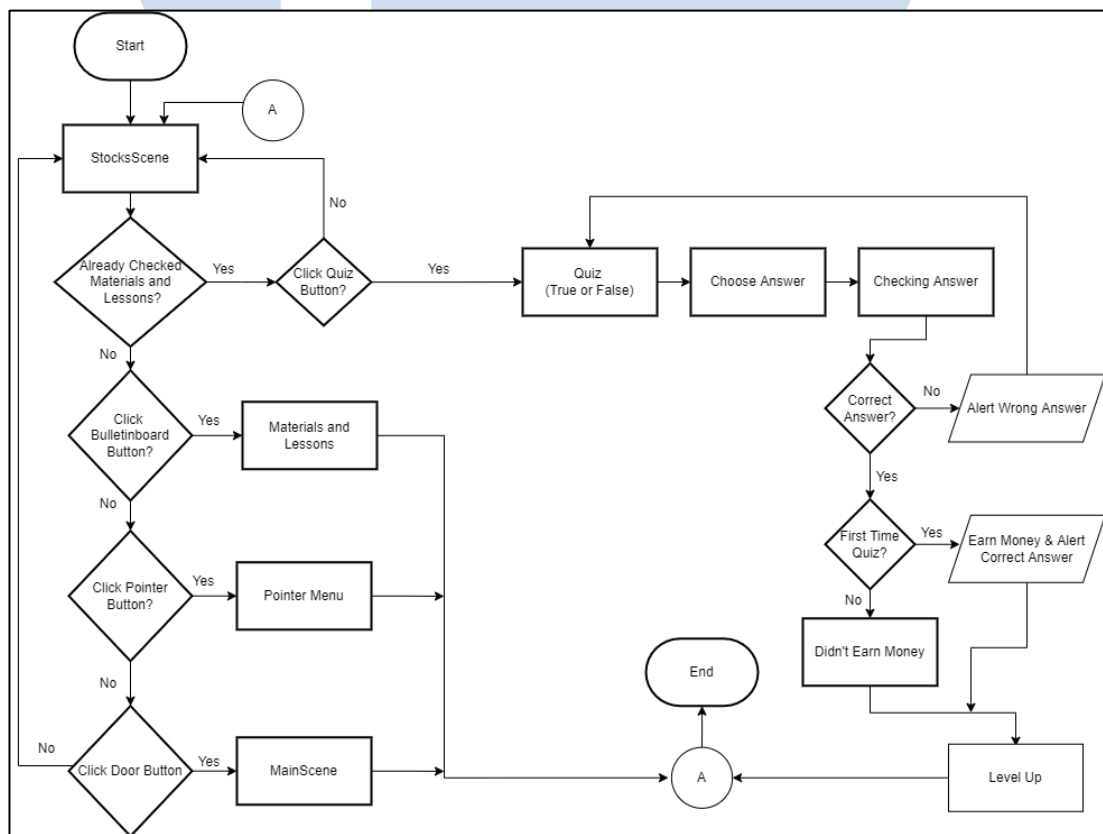 Start
A
StocksScene
No
Already Checked
Materials and
Lessons?
Yes
Click Quiz
Button?
Yes
Quiz
(True or False)
Choose Answer
Checking Answer
No
Click
Bulletinboard
Button?
Yes
Materials and
Lessons
Correct
Answer?
No
Alert Wrong Answer
Yes
No
Click Pointer
Button?
Yes
Pointer Menu
First Time
Quiz?
Yes
Earn Money & Alert
Correct Answer
No
Didn't Earn Money
No
End
No
Click Door Button
Yes
MainScene
A
Level Up